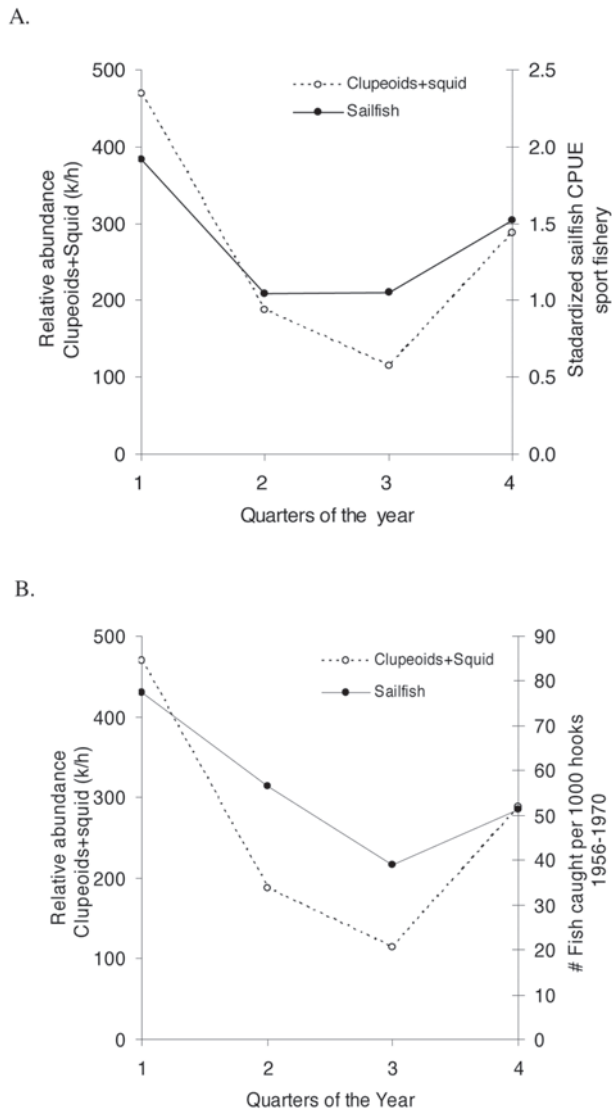 A.
500
400
300
200
100
0
Relative abundance
Clupeoids+Squid (k/h)
Clupeoids+squid
Sailfish
2.5
2.0
1.5
1.0
0.5
0.0
Stadardized sailfish CPUE
sport fishery
1 2 3 4
Quarters of the year
B.
500
400
300
200
100
0
Relative abundance
Clupeoids+squid (k/h)
Clupeoids+Squid
Sailfish
90
80
70
60
50
40
30
20
10
0
# Fish caught per 1000 hooks
1956-1970
1 2 3 4
Quarters of the Year